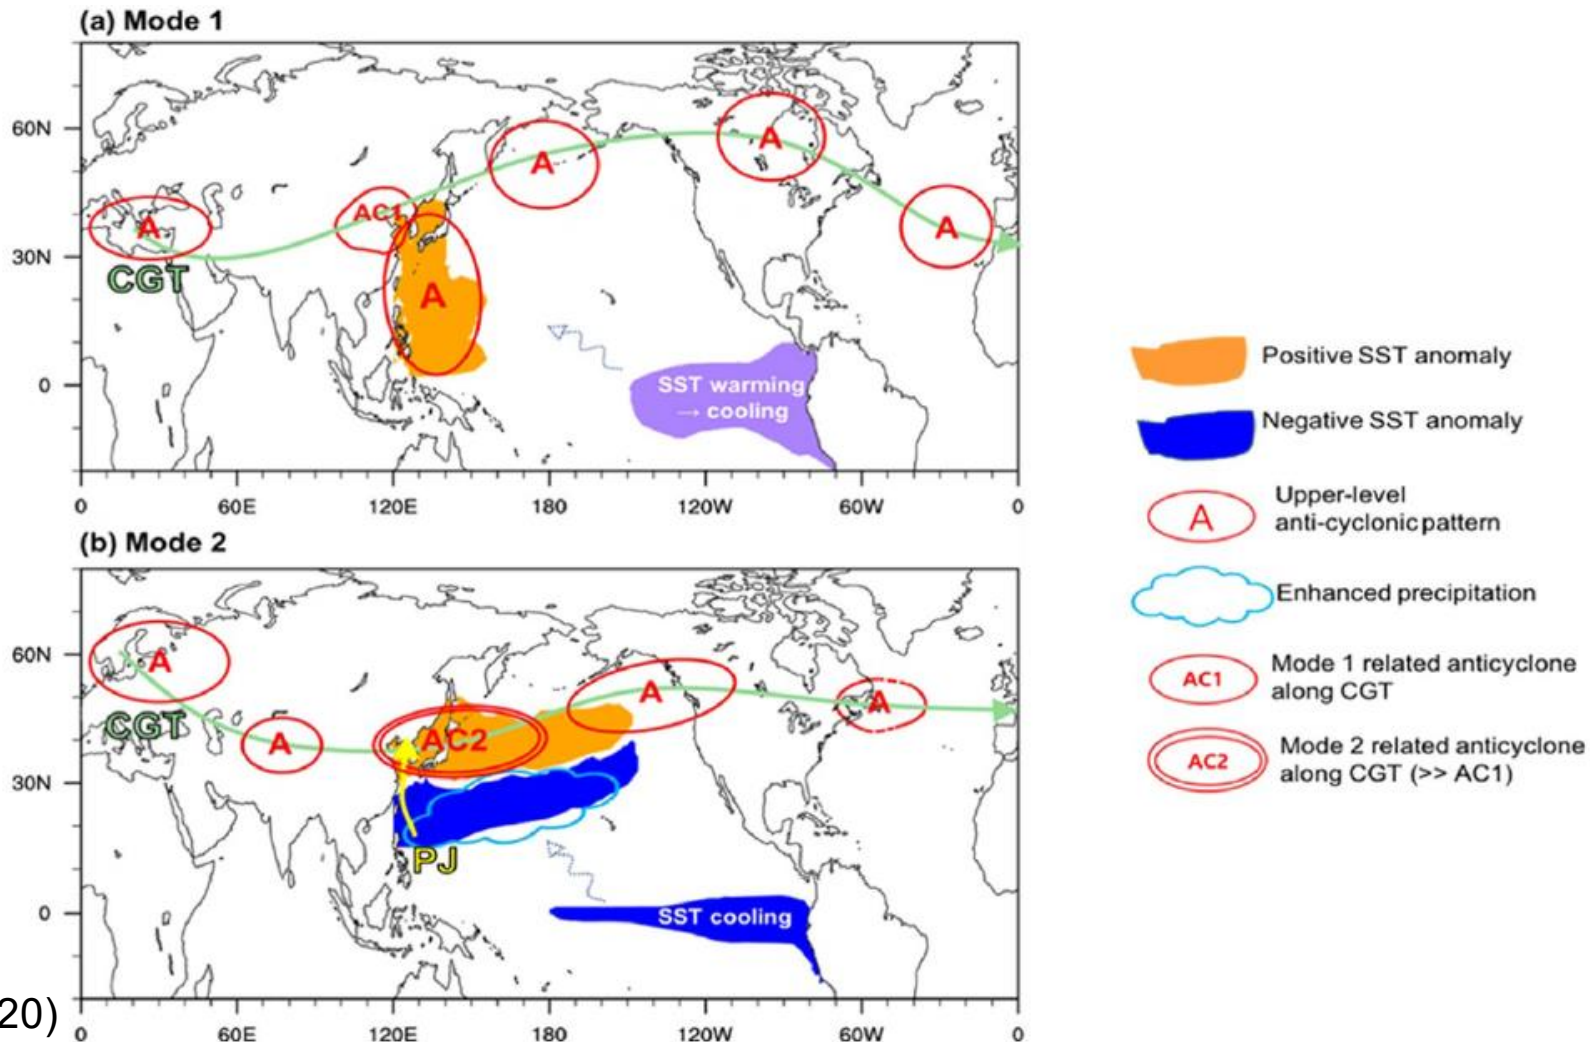 (a) Mode 1
60N
30N
0
A
AC1
A
A
A
A
CGT
SST warming
→ cooling
0
60E
120E
180
120W
60W
0
(b) Mode 2
60N
30N
0
A
CGT
A
AC2
A
A
PJ
SST cooling
0
60E
120E
180
120W
60W
0
20)
Positive SST anomaly
Negative SST anomaly
A
Upper-level
anti-cyclonic pattern
Enhanced precipitation
AC1
Mode 1 related anticyclone
along CGT
AC2
Mode 2 related anticyclone
along CGT (>> AC1)